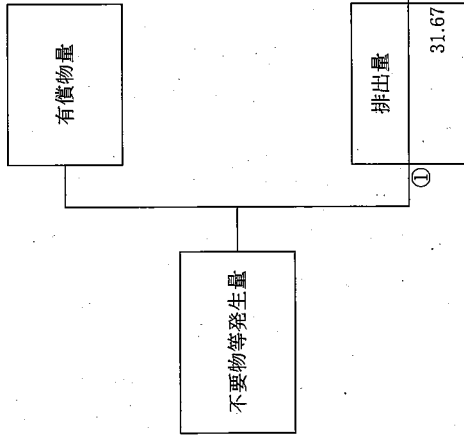 不要物等発生量
有償物量
排出量
①
31.67